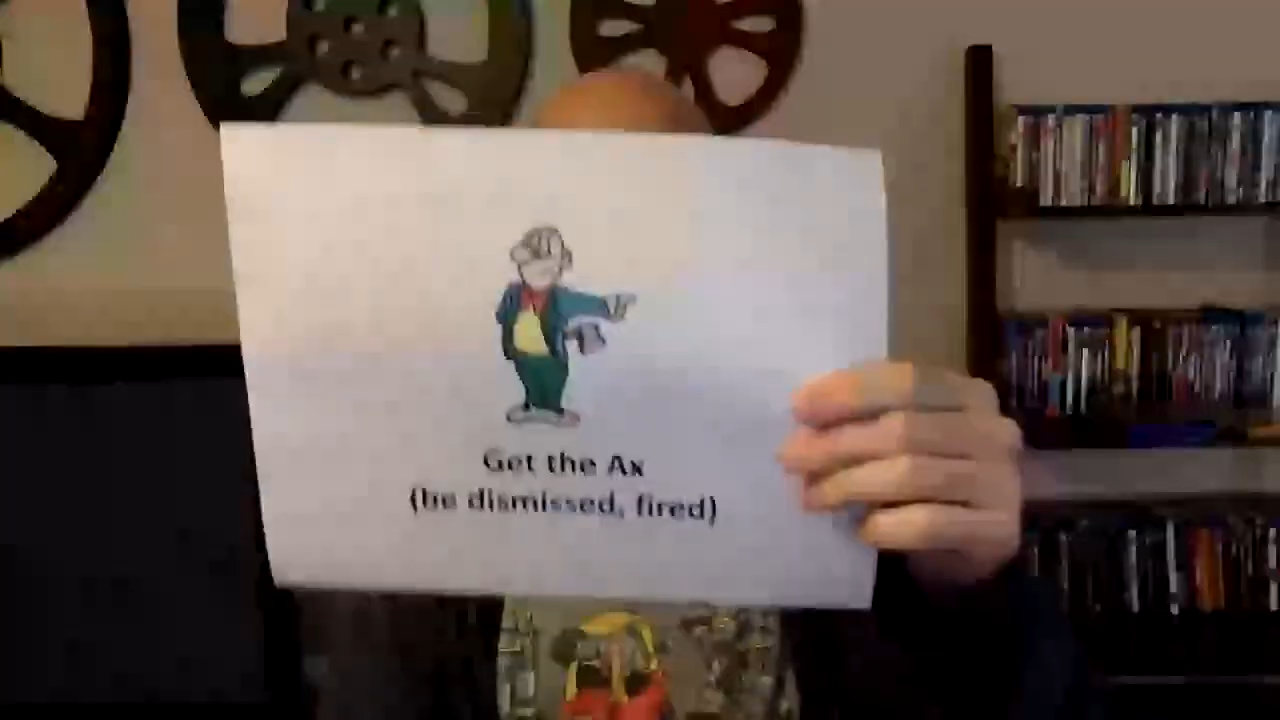 Get the Ax
(be dismissed, fired)